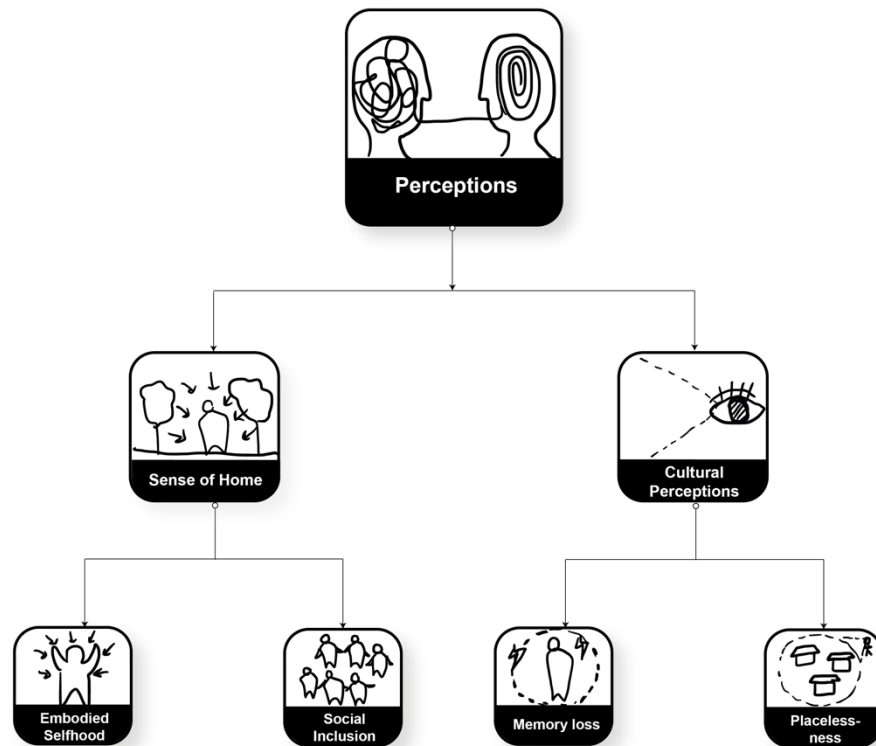 Perceptions
Sense of Home
Cultural
Perceptions
Embodied
Selfhood
Social
Inclusion
Memory loss
Placeless-
ness